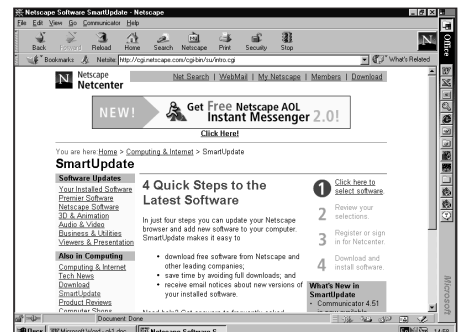 Netscape Software SmartUpdate - Netscape
File Edit View Go Communicator Help
Back Forward Reload Home Search Netscape Print Security Stop
Bookmarks Netsite: http://cgi.netscape.com/cgi-bin/su/intro.cgi What's Related
Office
N Netscape
Netcenter
Net Search | WebMail | My Netscape | Members | Download
NEW! Get Free Netscape AOL
Instant Messenger 2.0!
Click Here!
You are here: Home > Computing & Internet > SmartUpdate
SmartUpdate
Software Updates
Your Installed Software
Premier Software
Netscape Software
3D & Animation
Audio & Video
Business & Utilities
Viewers & Presentation
Also in Computing
Computing & Internet
Tech News
Download
SmartUpdate
Product Reviews
Computer Shops
4 Quick Steps to the
Latest Software
In just four steps you can update your Netscape
browser and add new software to your computer.
SmartUpdate makes it easy to
• download free software from Netscape and
other leading companies;
• save time by avoiding full downloads; and
• receive email notices about new versions of
your installed software.
1 Click here to
select software.
2 Review your
selections.
3 Register or sign
in for Netcenter.
4 Download and
install software.
What's New in
SmartUpdate
• Communicator 4.51
Microsoft
Document: Done
Microsoft Word - nk1.doc
Netscape Software S...
14:59